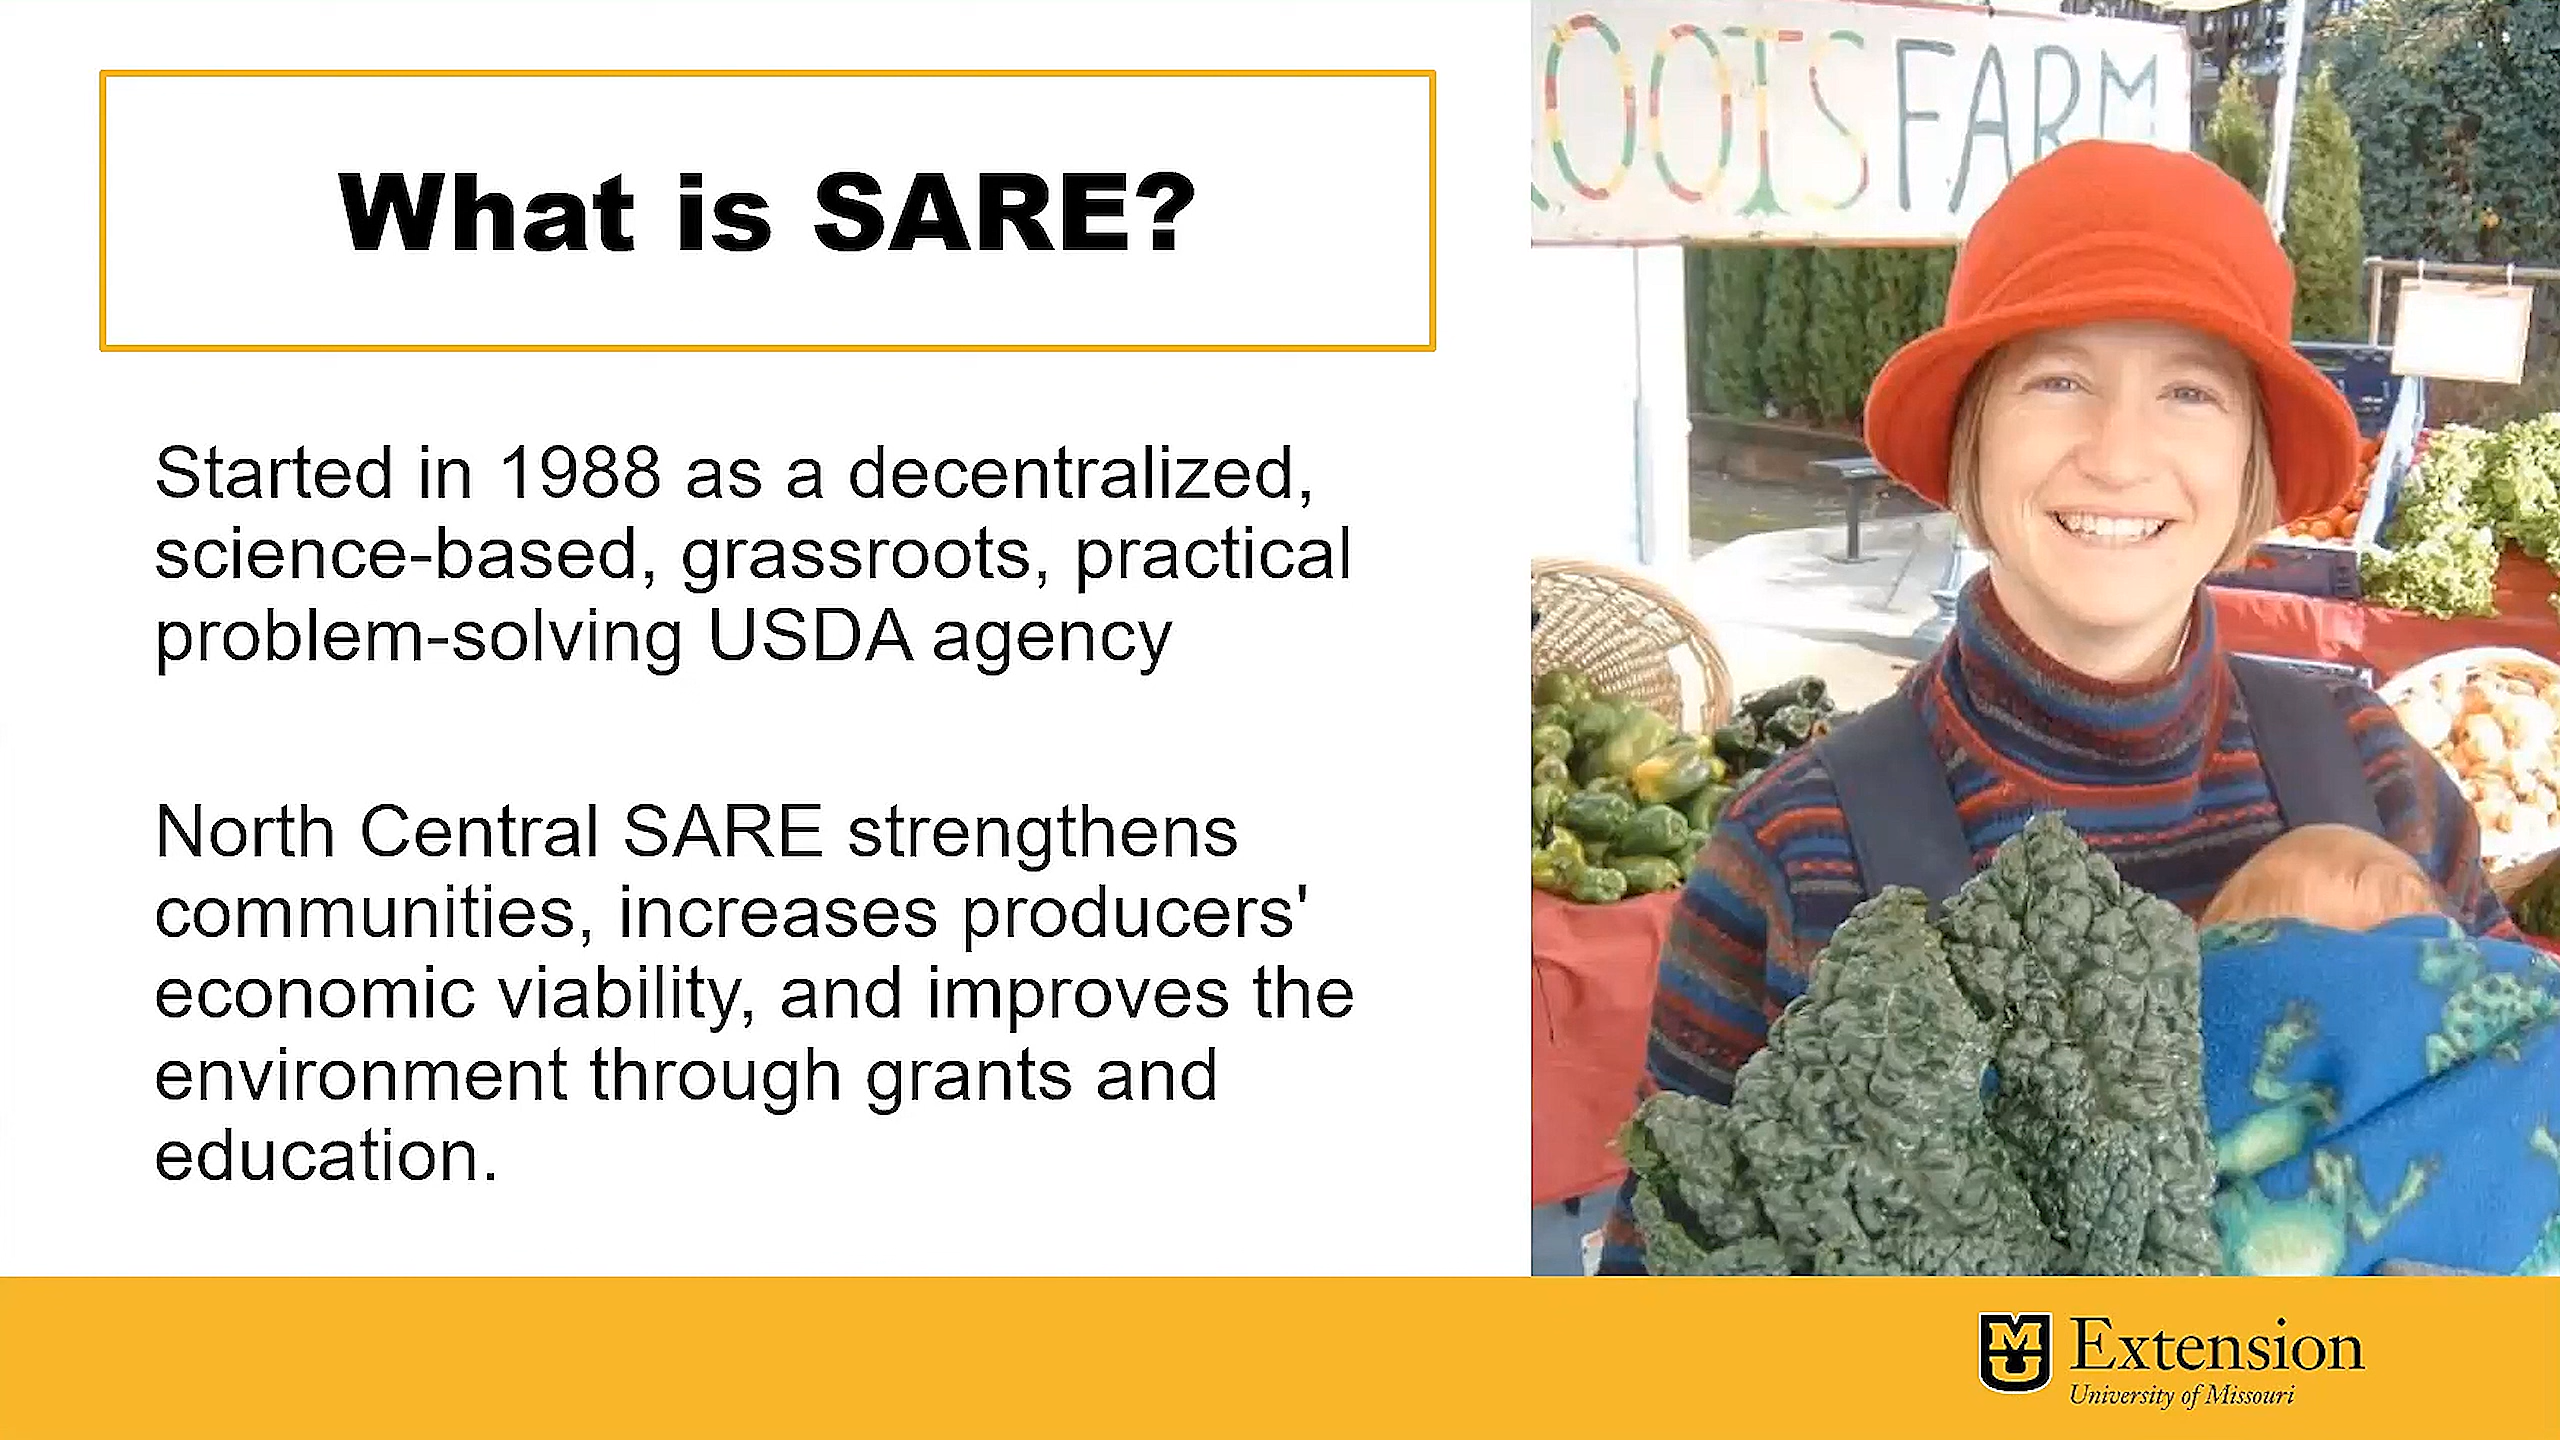 What is SARE?
Started in 1988 as a decentralized,
science-based, grassroots, practical
problem-solving USDA agency
North Central SARE strengthens
communities, increases producers'
economic viability, and improves the
environment through grants and
education.
OOTS FARM
MU Extension
University of Missouri